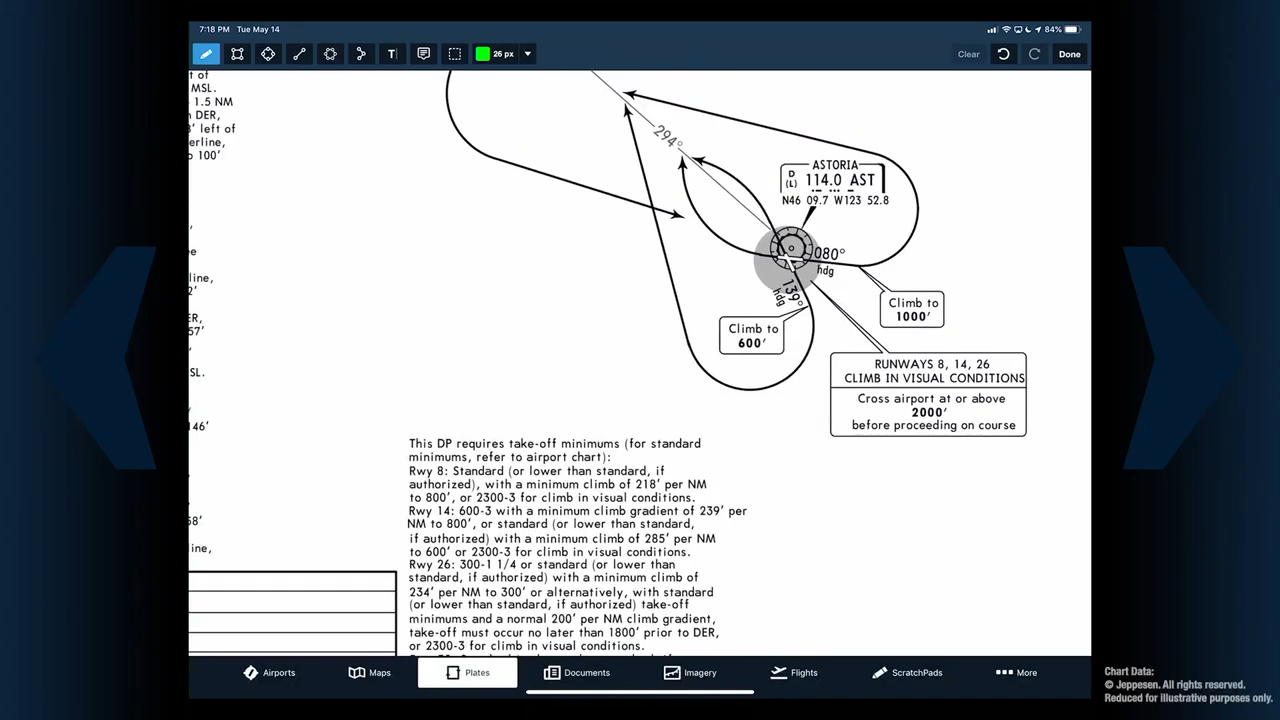 7:18 PM Tue May 14
84%
T
26 px
Clear
Done
t of
MSL.
1.5 NM
DER,
left of
erline,
100'
294°
ASTORIA
D
(L)
114.0 AST
N46 09.7 W123 52.8
080°
hdg
139°
hdg
Climb to
1000'
Climb to
600'
RUNWAYS 8, 14, 26
CLIMB IN VISUAL CONDITIONS
Cross airport at or above
2000'
before proceeding on course
line,
2'
R,
57'
SL.
146'
58'
ine,
This DP requires take-off minimums (for standard
minimums, refer to airport chart):
Rwy 8: Standard (or lower than standard, if
authorized), with a minimum climb of 218' per NM
to 800', or 2300-3 for climb in visual conditions.
Rwy 14: 600-3 with a minimum climb gradient of 239' per
NM to 800', or standard (or lower than standard,
if authorized) with a minimum climb of 285' per NM
to 600' or 2300-3 for climb in visual conditions.
Rwy 26: 300-1 1/4 or standard (or lower than
standard, if authorized) with a minimum climb of
234' per NM to 300' or alternatively, with standard
(or lower than standard, if authorized) take-off
minimums and a normal 200' per NM climb gradient,
take-off must occur no later than 1800' prior to DER,
or 2300-3 for climb in visual conditions.
Airports
Maps
Plates
Documents
Imagery
Flights
ScratchPads
More
Chart Data:
© Jeppesen. All rights reserved.
Reduced for illustrative purposes only.